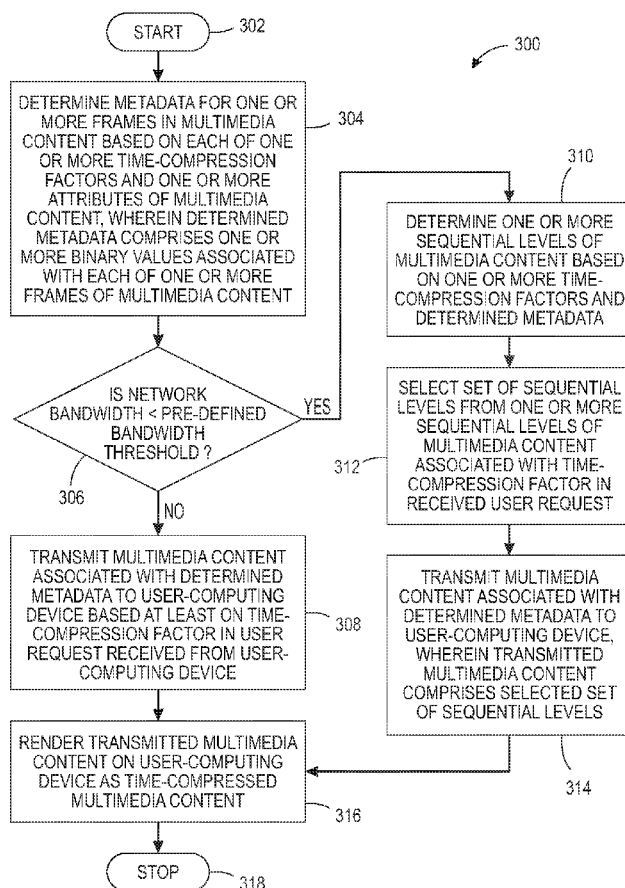 START
302
300
DETERMINE METADATA FOR ONE OR
MORE FRAMES IN MULTIMEDIA
CONTENT BASED ON EACH OF ONE
OR MORE TIME-COMPRESSION
FACTORS AND ONE OR MORE
ATTRIBUTES OF MULTIMEDIA
CONTENT, WHEREIN DETERMINED
METADATA COMPRISES ONE OR
MORE BINARY VALUES ASSOCIATED
WITH EACH OF ONE OR MORE
FRAMES OF MULTIMEDIA CONTENT
304
IS NETWORK
BANDWIDTH < PRE-DEFINED
BANDWIDTH
THRESHOLD ?
306
YES
NO
TRANSMIT MULTIMEDIA CONTENT
ASSOCIATED WITH DETERMINED
METADATA TO USER-COMPUTING
DEVICE BASED AT LEAST ON TIME-
COMPRESSION FACTOR IN USER
REQUEST RECEIVED FROM USER-
COMPUTING DEVICE
308
310
DETERMINE ONE OR MORE
SEQUENTIAL LEVELS OF
MULTIMEDIA CONTENT BASED
ON ONE OR MORE TIME-
COMPRESSION FACTORS AND
DETERMINED METADATA
SELECT SET OF SEQUENTIAL
LEVELS FROM ONE OR MORE
SEQUENTIAL LEVELS OF
MULTIMEDIA CONTENT
ASSOCIATED WITH TIME-
COMPRESSION FACTOR IN
RECEIVED USER REQUEST
312
TRANSMIT MULTIMEDIA
CONTENT ASSOCIATED WITH
DETERMINED METADATA TO
USER-COMPUTING DEVICE,
WHEREIN TRANSMITTED
MULTIMEDIA CONTENT
COMPRISES SELECTED SET
OF SEQUENTIAL LEVELS
314
RENDER TRANSMITTED MULTIMEDIA
CONTENT ON USER-COMPUTING
DEVICE AS TIME-COMPRESSED
MULTIMEDIA CONTENT
316
STOP
318